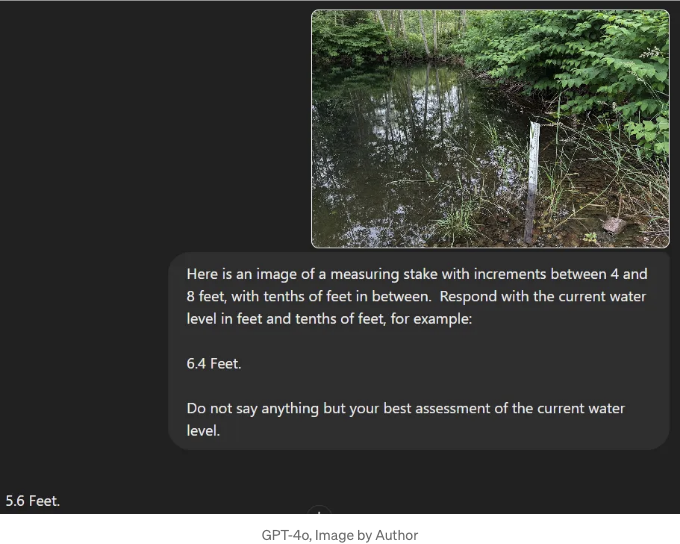 Here is an image of a measuring stake with increments between 4 and
8 feet, with tenths of feet in between.  Respond with the current water
level in feet and tenths of feet, for example:
6.4 Feet.
Do not say anything but your best assessment of the current water
level.
5.6 Feet.
GPT-4o, Image by Author